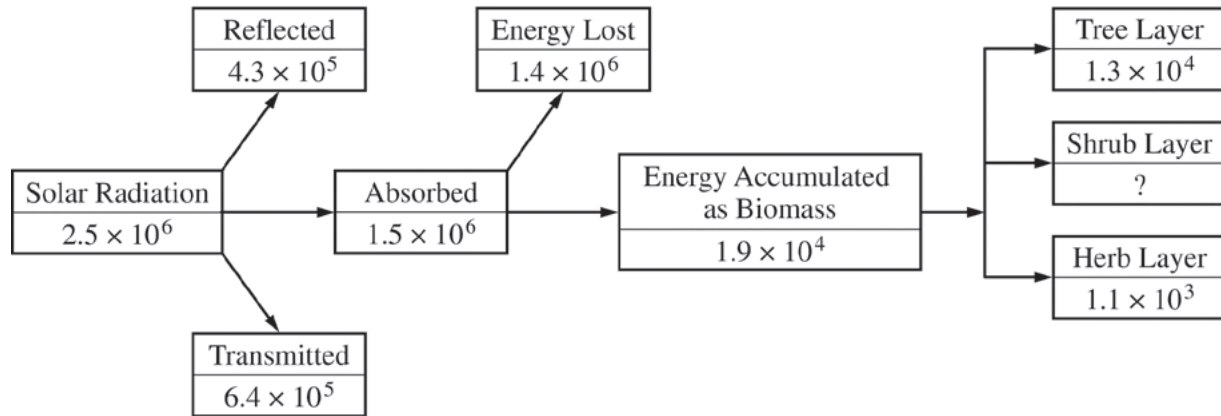 Reflected
4.3 × 10⁵
Energy Lost
1.4 × 10⁶
Tree Layer
1.3 × 10⁴
Solar Radiation
2.5 × 10⁶
Absorbed
1.5 × 10⁶
Energy Accumulated
as Biomass
1.9 × 10⁴
Shrub Layer
?
Herb Layer
1.1 × 10³
Transmitted
6.4 × 10⁵